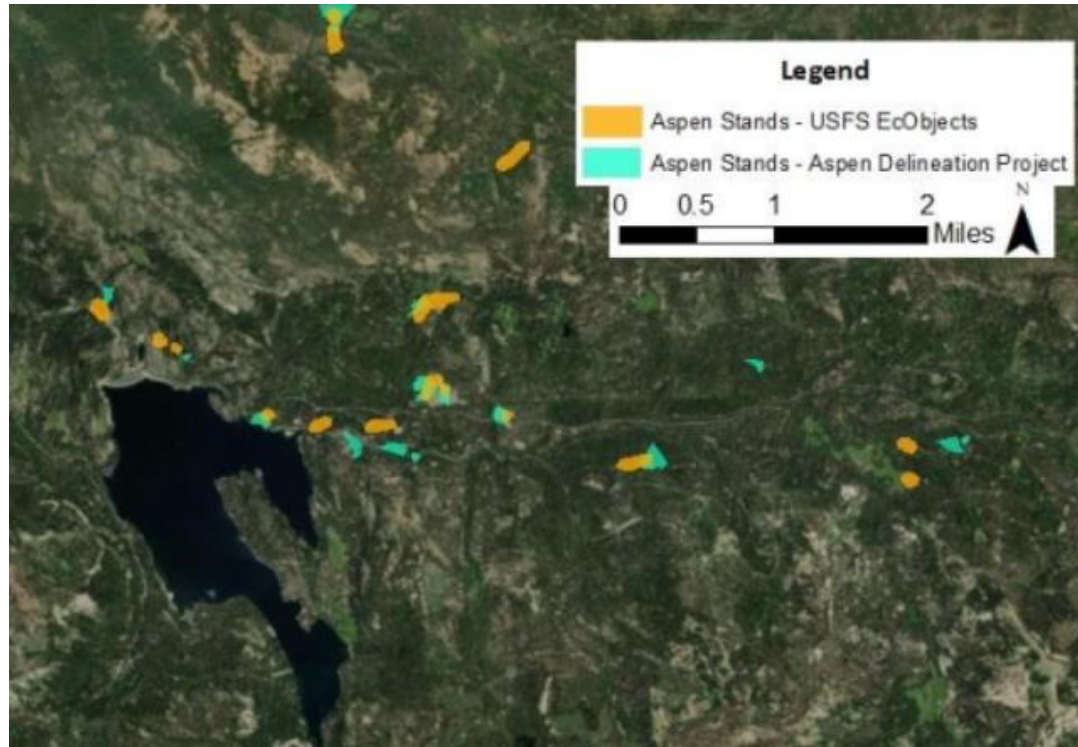 Legend
Aspen Stands - USFS EcObjects
Aspen Stands - Aspen Delineation Project
N
0 0.5 1 2
Miles